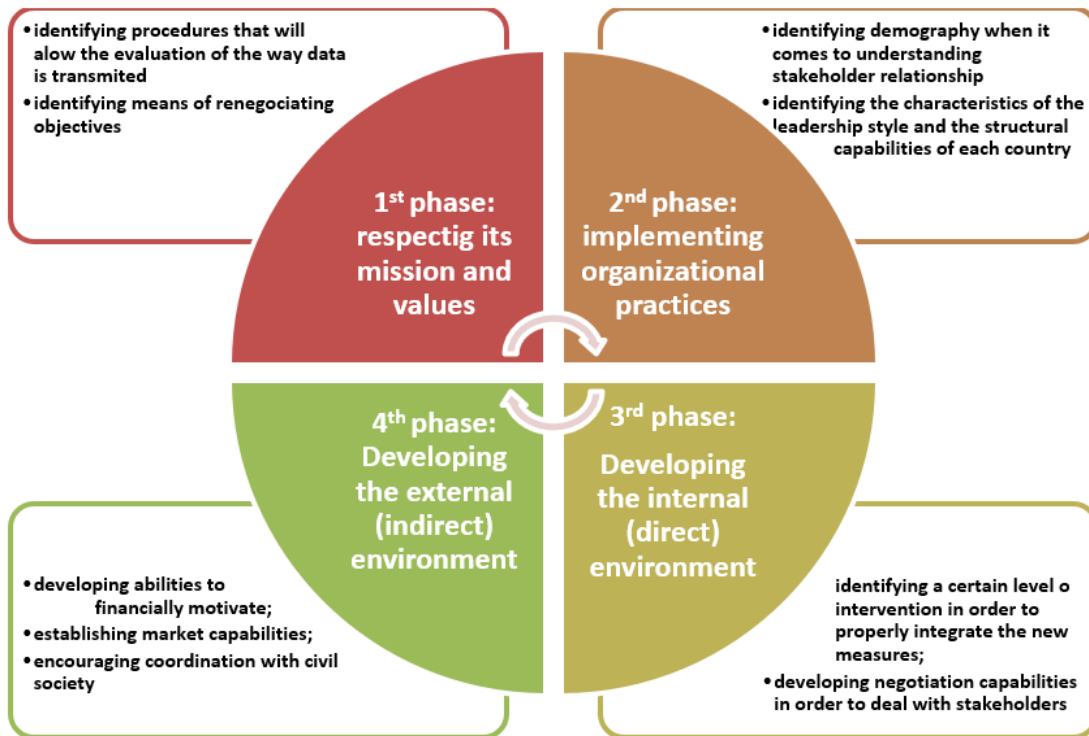 •identifying procedures that will
alow the evaluation of the way data
is transmited
•identifying means of renegociating
objectives
1st phase:
respectig its
mission and
values
•identifying demography when it
comes to understanding
stakeholder relationship
•identifying the characteristics of the
leadership style and the structural
capabilities of each country
2nd phase:
implementing
organizational
practices
4th phase:
Developing
the external
(indirect)
environment
•developing abilities to
financially motivate;
•establishing market capabilities;
•encouraging coordination with civil
society
3rd phase:
Developing
the internal
(direct)
environment
identifying a certain level o
intervention in order to
properly integrate the new
measures;
•developing negotiation capabilities
in order to deal with stakeholders